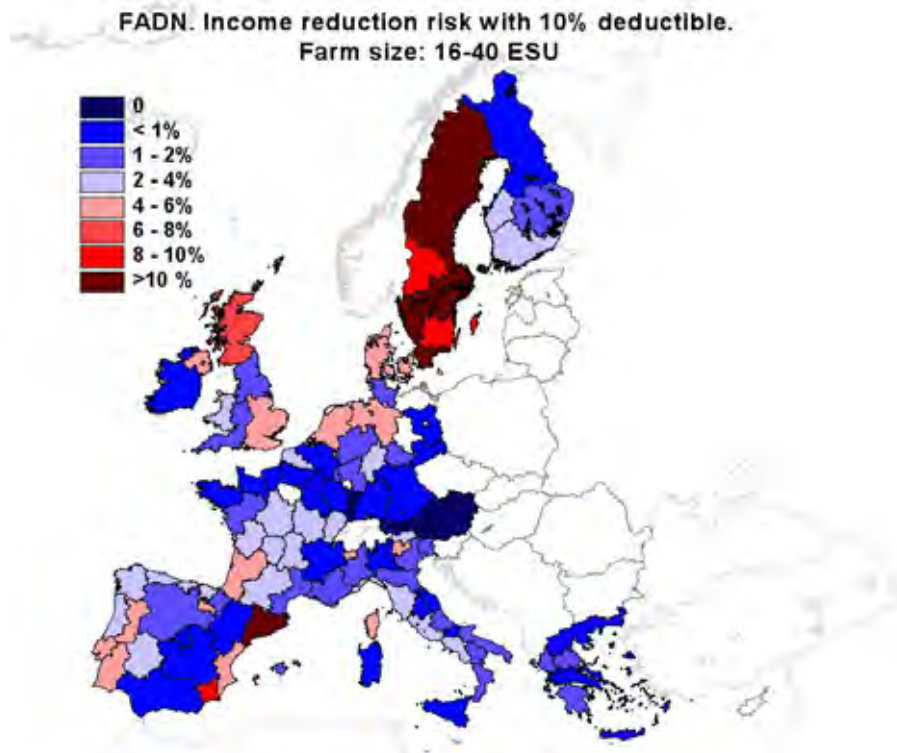 FADN. Income reduction risk with 10% deductible.
Farm size: 16-40 ESU
0
< 1%
1 - 2%
2 - 4%
4 - 6%
6 - 8%
8 - 10%
>10 %